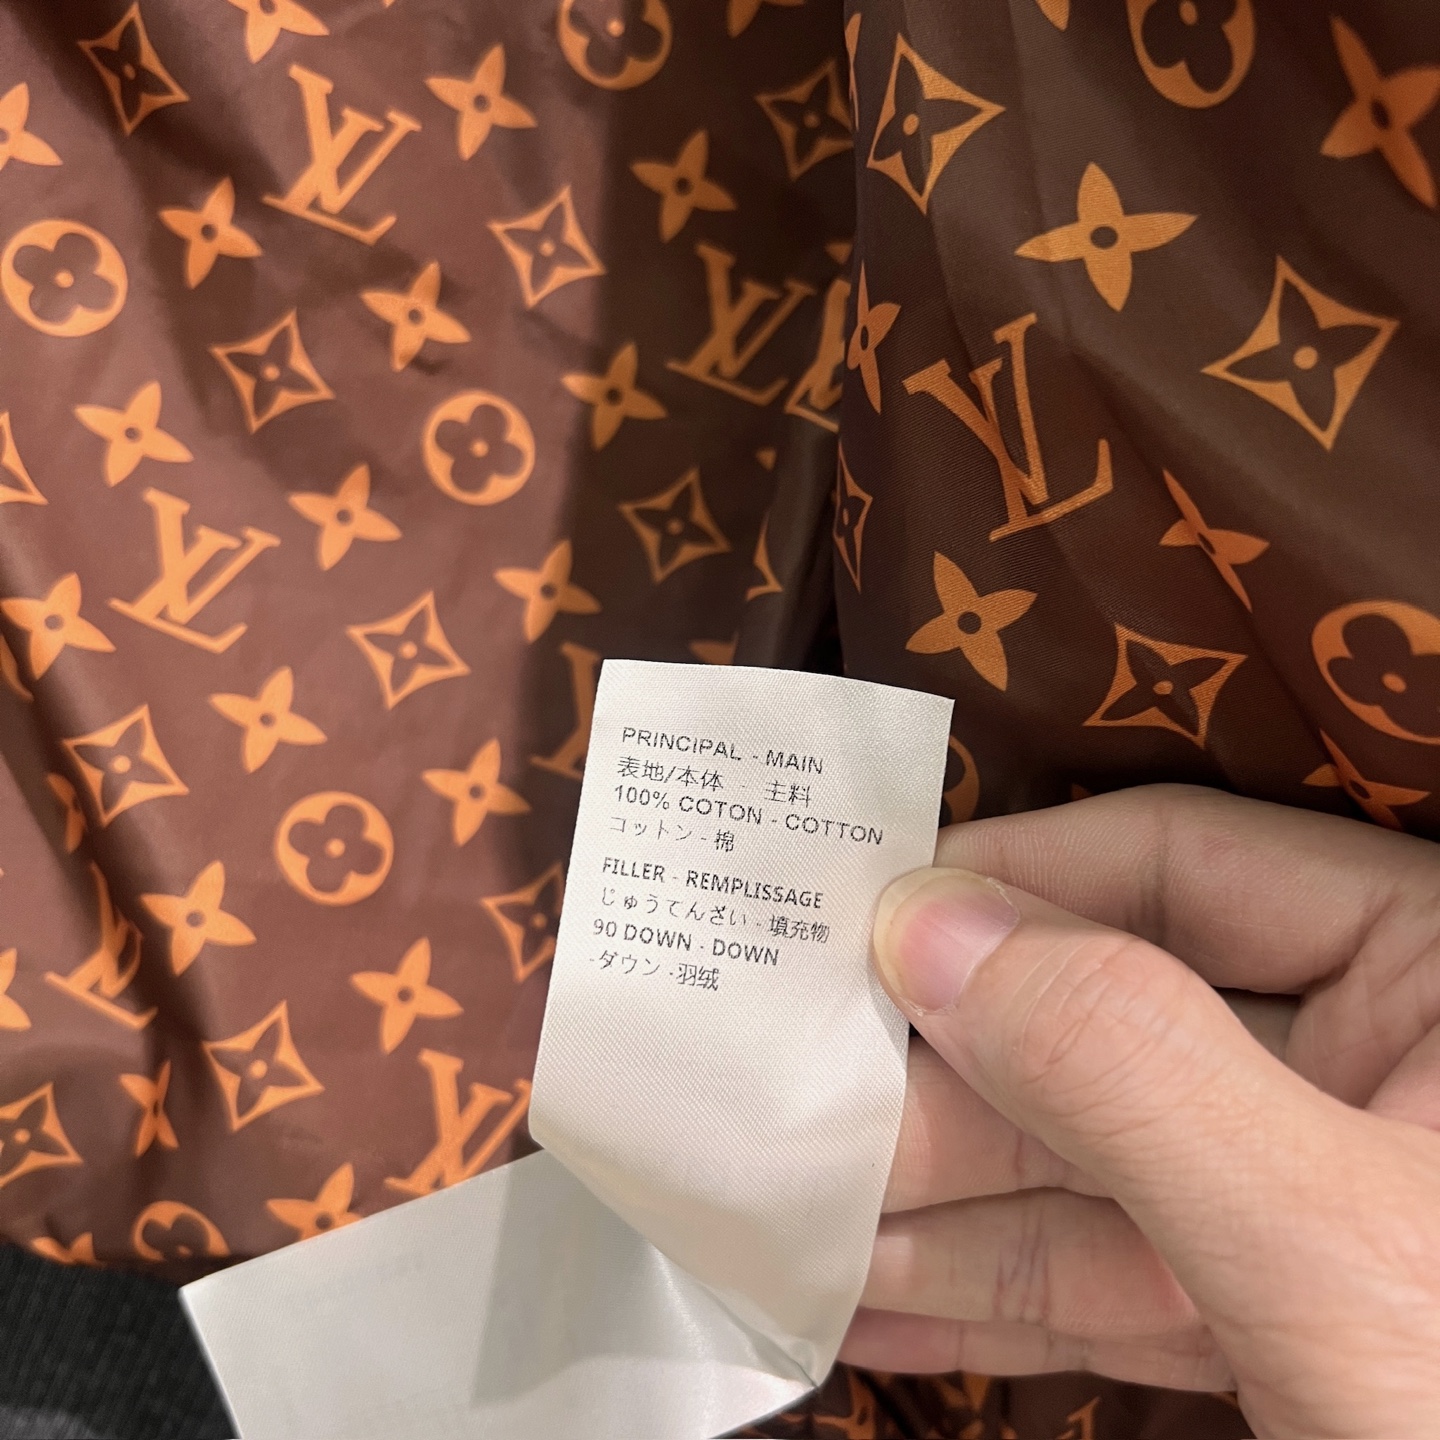 PRINCIPAL - MAIN
表地/本体 - 主料
100% COTON - COTTON
コットン - 棉
FILLER - REMPLISSAGE
じゅうてんざい - 填充物
90 DOWN - DOWN
-ダウン -羽绒